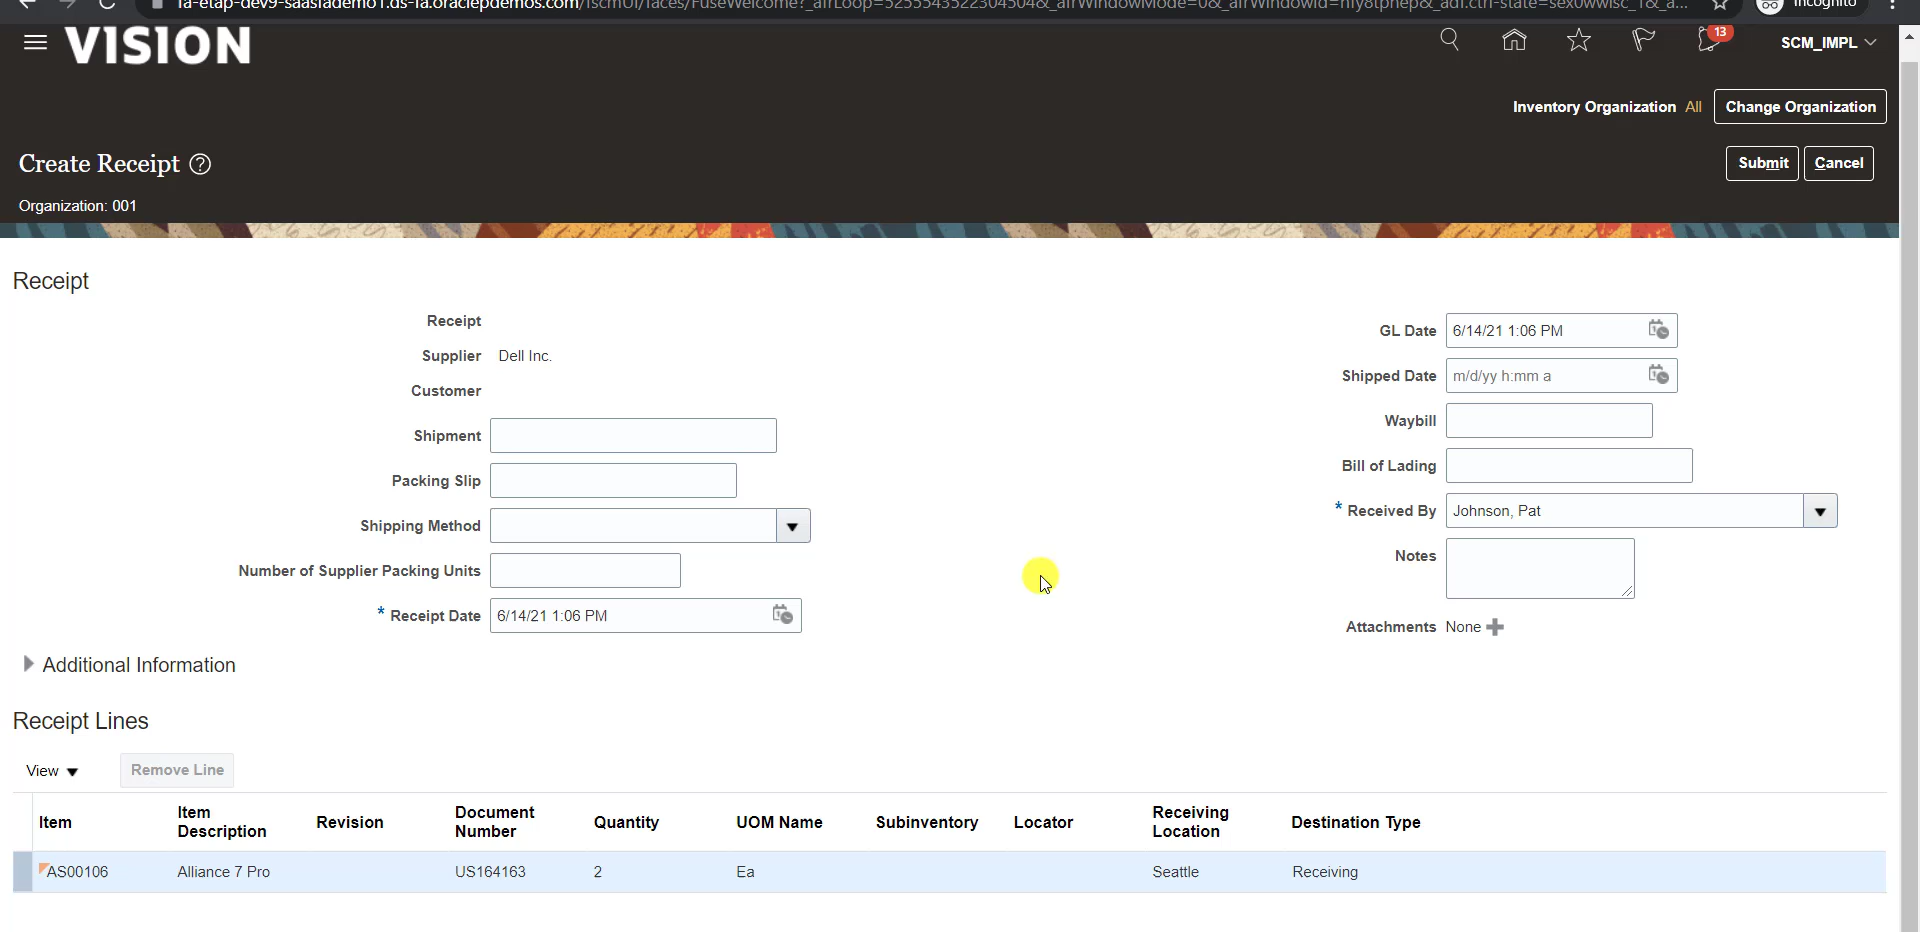 VISION
13
SCM_IMPL
Inventory Organization All Change Organization
Create Receipt ?
Submit Cancel
Organization: 001
Receipt
Receipt
Supplier Dell Inc.
Customer
Shipment
Packing Slip
Shipping Method
Number of Supplier Packing Units
* Receipt Date 6/14/21 1:06 PM
GL Date 6/14/21 1:06 PM
Shipped Date m/d/yy h:mm a
Waybill
Bill of Lading
* Received By Johnson, Pat
Notes
Attachments None
Additional Information
Receipt Lines
View Remove Line
Item Item Description Revision Document Number Quantity UOM Name Subinventory Locator Receiving Location Destination Type
AS00106 Alliance 7 Pro US164163 2 Ea Seattle Receiving